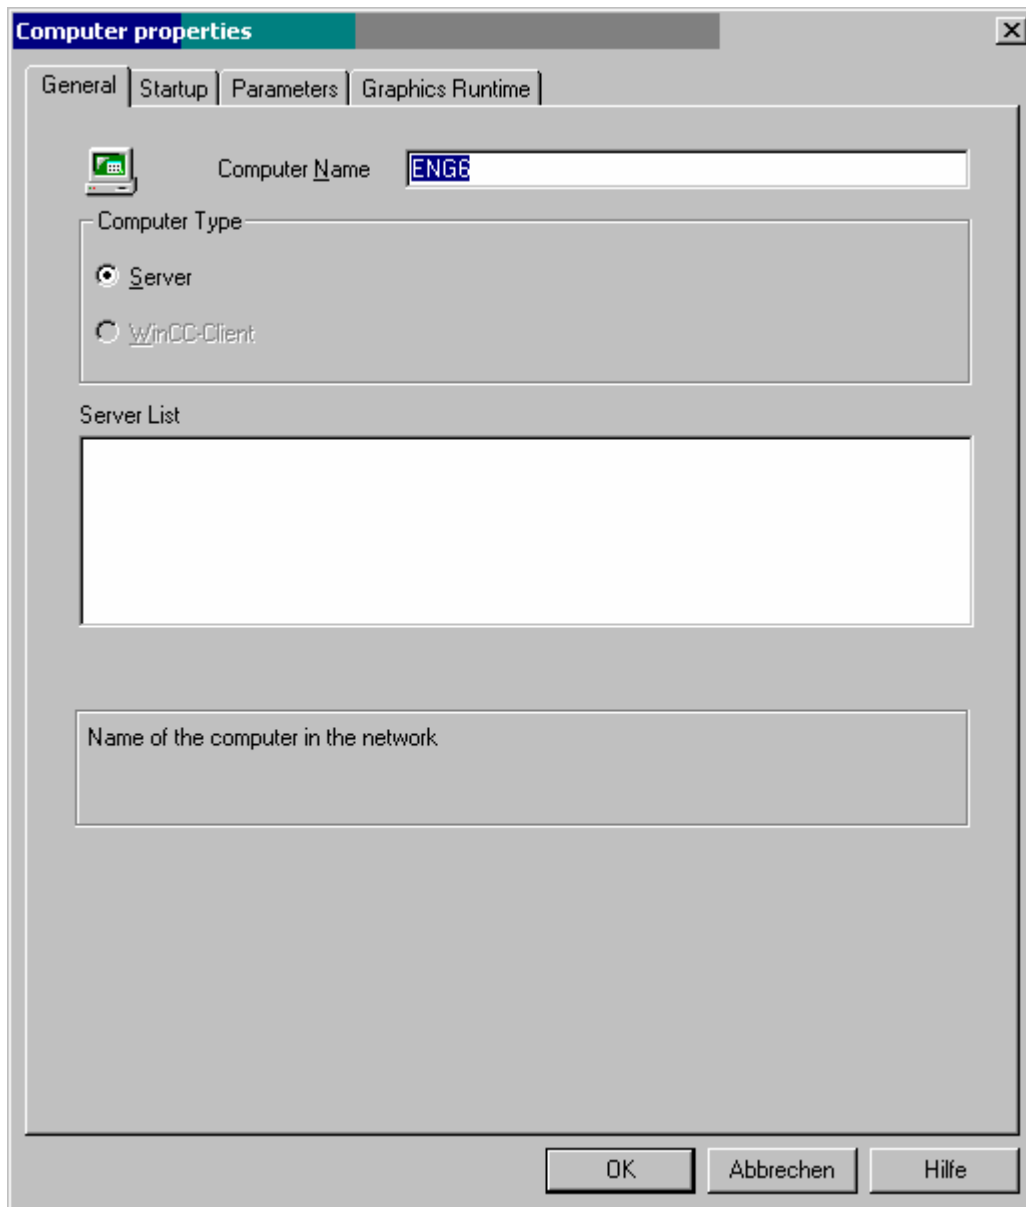 Computer properties
General Startup Parameters Graphics Runtime
Computer Name ENG6
Computer Type
Server
WinCC-Client
Server List
Name of the computer in the network
OK Abbrechen Hilfe